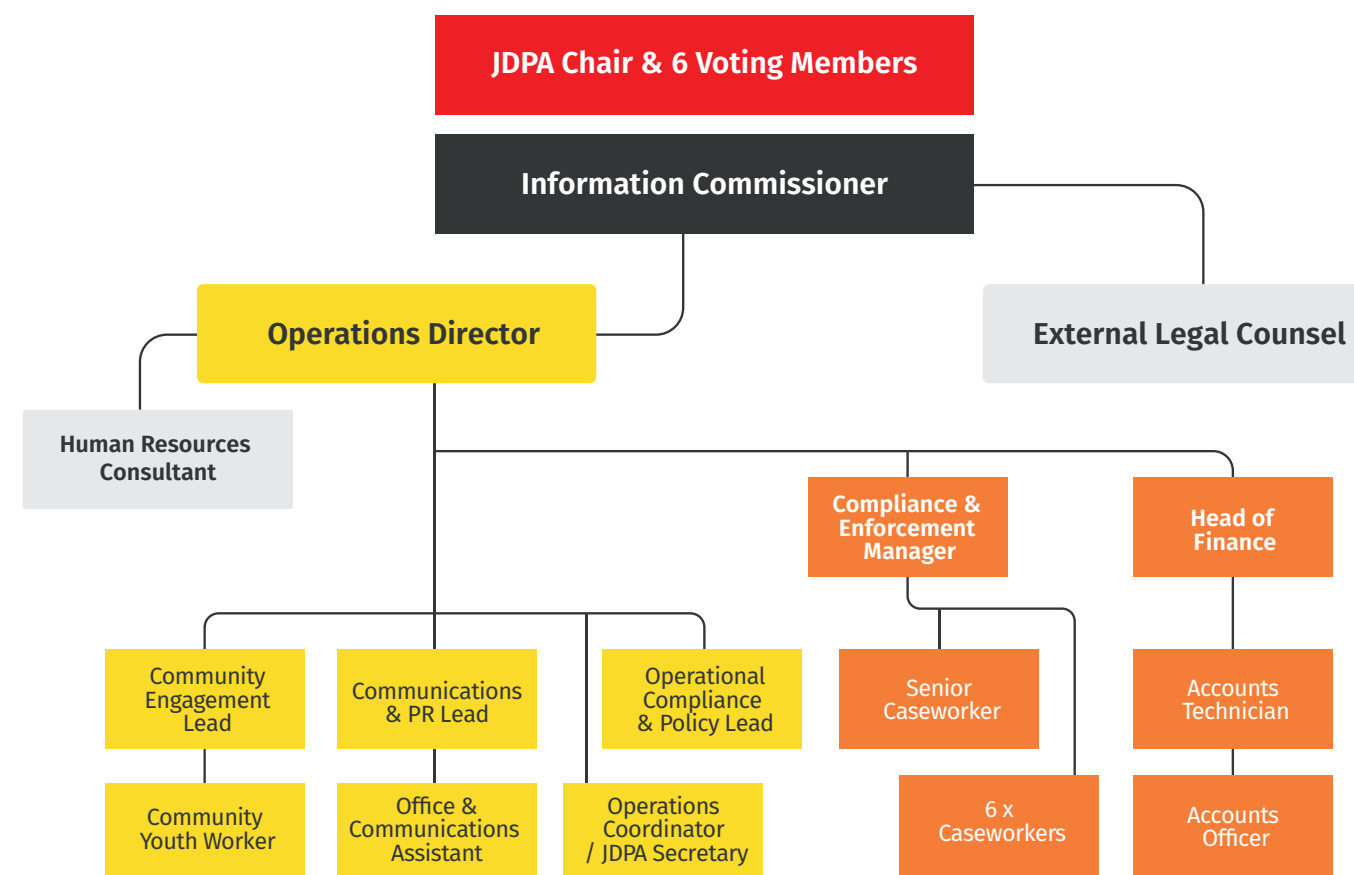 JDPA Chair & 6 Voting Members
Information Commissioner
Operations Director
External Legal Counsel
Human Resources
Consultant
Compliance &
Enforcement
Manager
Head of
Finance
Community
Engagement
Lead
Communications
& PR Lead
Operational
Compliance
& Policy Lead
Senior
Caseworker
Accounts
Technician
Community
Youth Worker
Office &
Communications
Assistant
Operations
Coordinator
/ JDPA Secretary
6 x
Caseworkers
Accounts
Officer